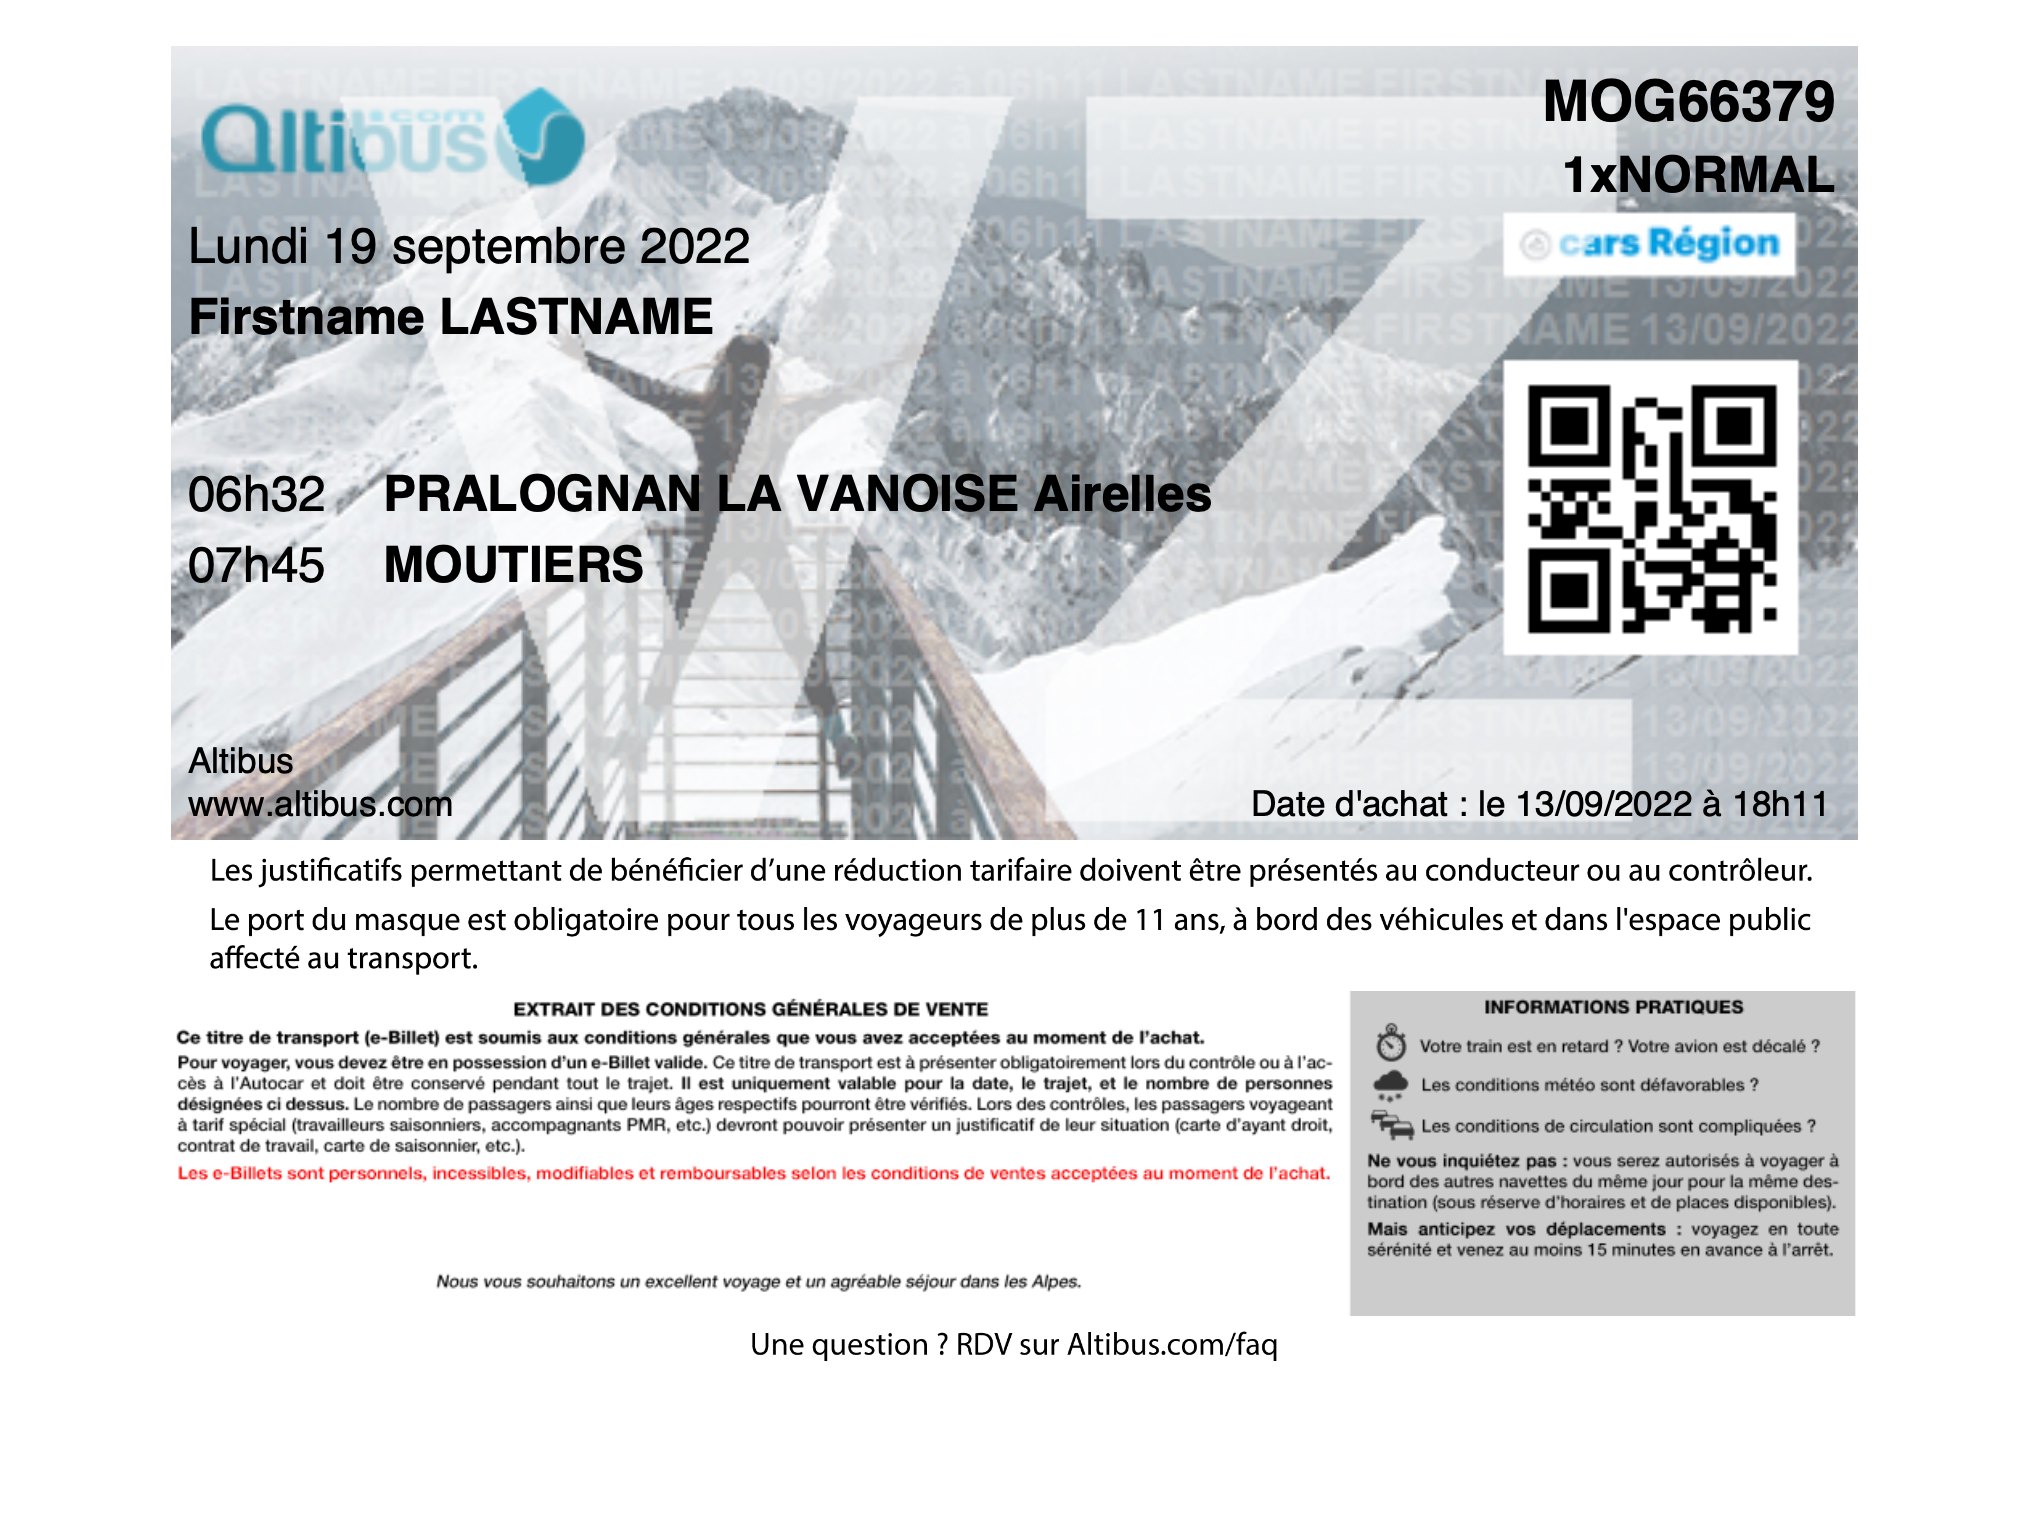 Altibus.com
MOG66379
1xNORMAL
cars Région
Lundi 19 septembre 2022
Firstname LASTNAME
06h32 PRALOGNAN LA VANOISE Airelles
07h45 MOUTIERS
Altibus
www.altibus.com
Date d'achat : le 13/09/2022 à 18h11
Les justificatifs permettant de bénéficier d’une réduction tarifaire doivent être présentés au conducteur ou au contrôleur.
Le port du masque est obligatoire pour tous les voyageurs de plus de 11 ans, à bord des véhicules et dans l'espace public
affecté au transport.
EXTRAIT DES CONDITIONS GÉNÉRALES DE VENTE
Ce titre de transport (e-Billet) est soumis aux conditions générales que vous avez acceptées au moment de l’achat.
Pour voyager, vous devez être en possession d’un e-Billet valide. Ce titre de transport est à présenter obligatoirement lors du contrôle ou à l’ac-
cès à l’Autocar et doit être conservé pendant tout le trajet. Il est uniquement valable pour la date, le trajet, et le nombre de personnes
désignées ci dessus. Le nombre de passagers ainsi que leurs âges respectifs pourront être vérifiés. Lors des contrôles, les passagers voyageant
à tarif spécial (travailleurs saisonniers, accompagnants PMR, etc.) devront pouvoir présenter un justificatif de leur situation (carte d’ayant droit,
contrat de travail, carte de saisonnier, etc.).
Les e-Billets sont personnels, incessibles, modifiables et remboursables selon les conditions de ventes acceptées au moment de l’achat.
Nous vous souhaitons un excellent voyage et un agréable séjour dans les Alpes.
INFORMATIONS PRATIQUES
Votre train est en retard ? Votre avion est décalé ?
Les conditions météo sont défavorables ?
Les conditions de circulation sont compliquées ?
Ne vous inquiétez pas : vous serez autorisés à voyager à
bord des autres navettes du même jour pour la même des-
tination (sous réserve d’horaires et de places disponibles).
Mais anticipez vos déplacements : voyagez en toute
sérénité et venez au moins 15 minutes en avance à l’arrêt.
Une question ? RDV sur Altibus.com/faq